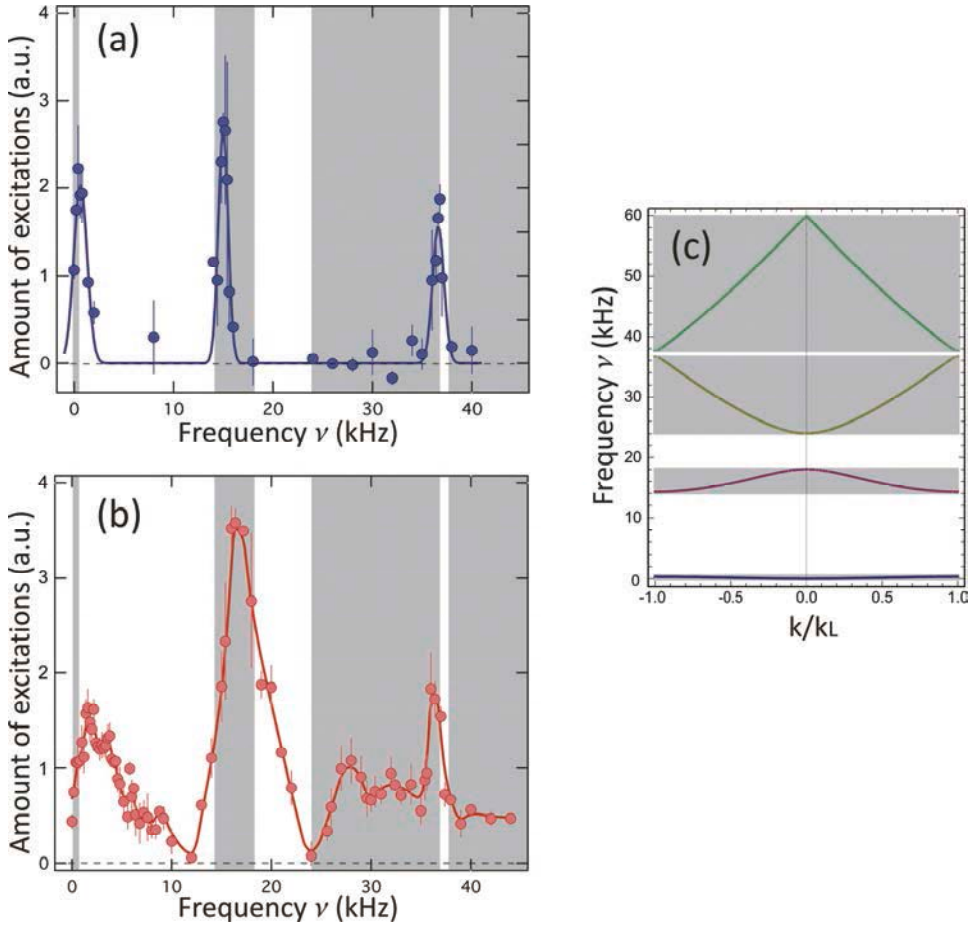 (a)
Amount of excitations (a.u.)
4
3
2
1
0
0 10 20 30 40
Frequency ν (kHz)
(b)
Amount of excitations (a.u.)
4
3
2
1
0
0 10 20 30 40
Frequency ν (kHz)
(c)
Frequency ν (kHz)
60
50
40
30
20
10
0
-1.0 -0.5 0.0 0.5 1.0
k/kL